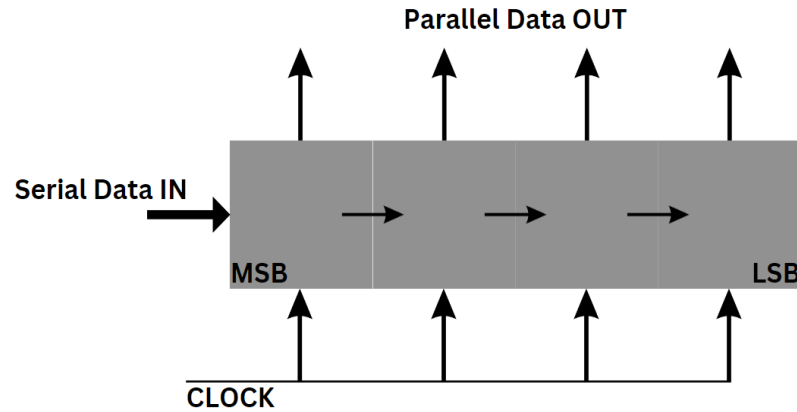 Parallel Data OUT
Serial Data IN
MSB
LSB
CLOCK